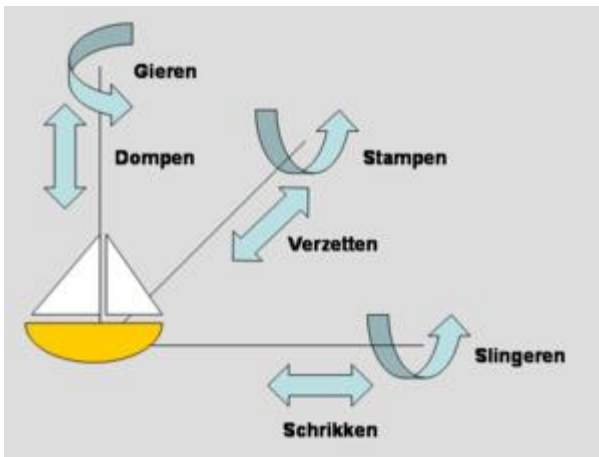 Gieren
Dompen
Stampen
Verzetten
Slingeren
Schrikken